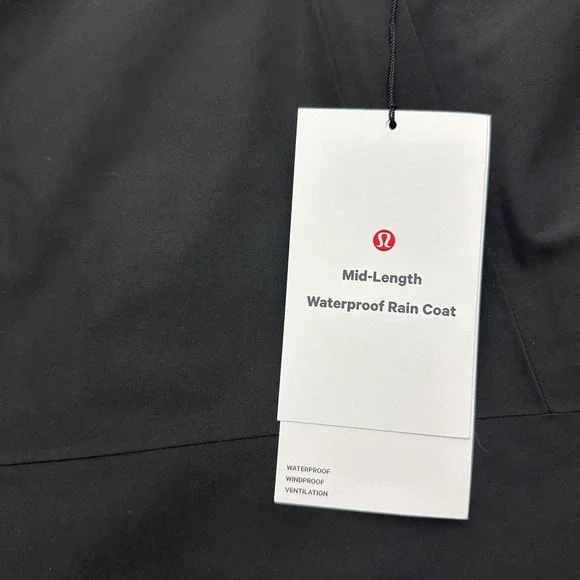 Mid-Length
Waterproof Rain Coat
WATERPROOF
WINDPROOF
VENTILATION